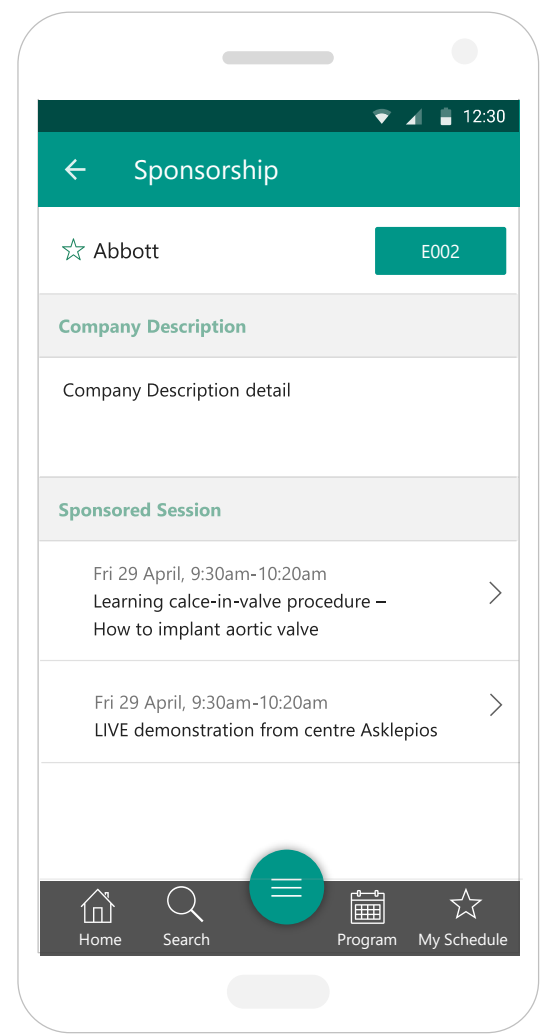 12:30
Sponsorship
Abbott
E002
Company Description
Company Description detail
Sponsored Session
Fri 29 April, 9:30am-10:20am
Learning calce-in-valve procedure –
How to implant aortic valve
Fri 29 April, 9:30am-10:20am
LIVE demonstration from centre Asklepios
Home
Search
Program
My Schedule